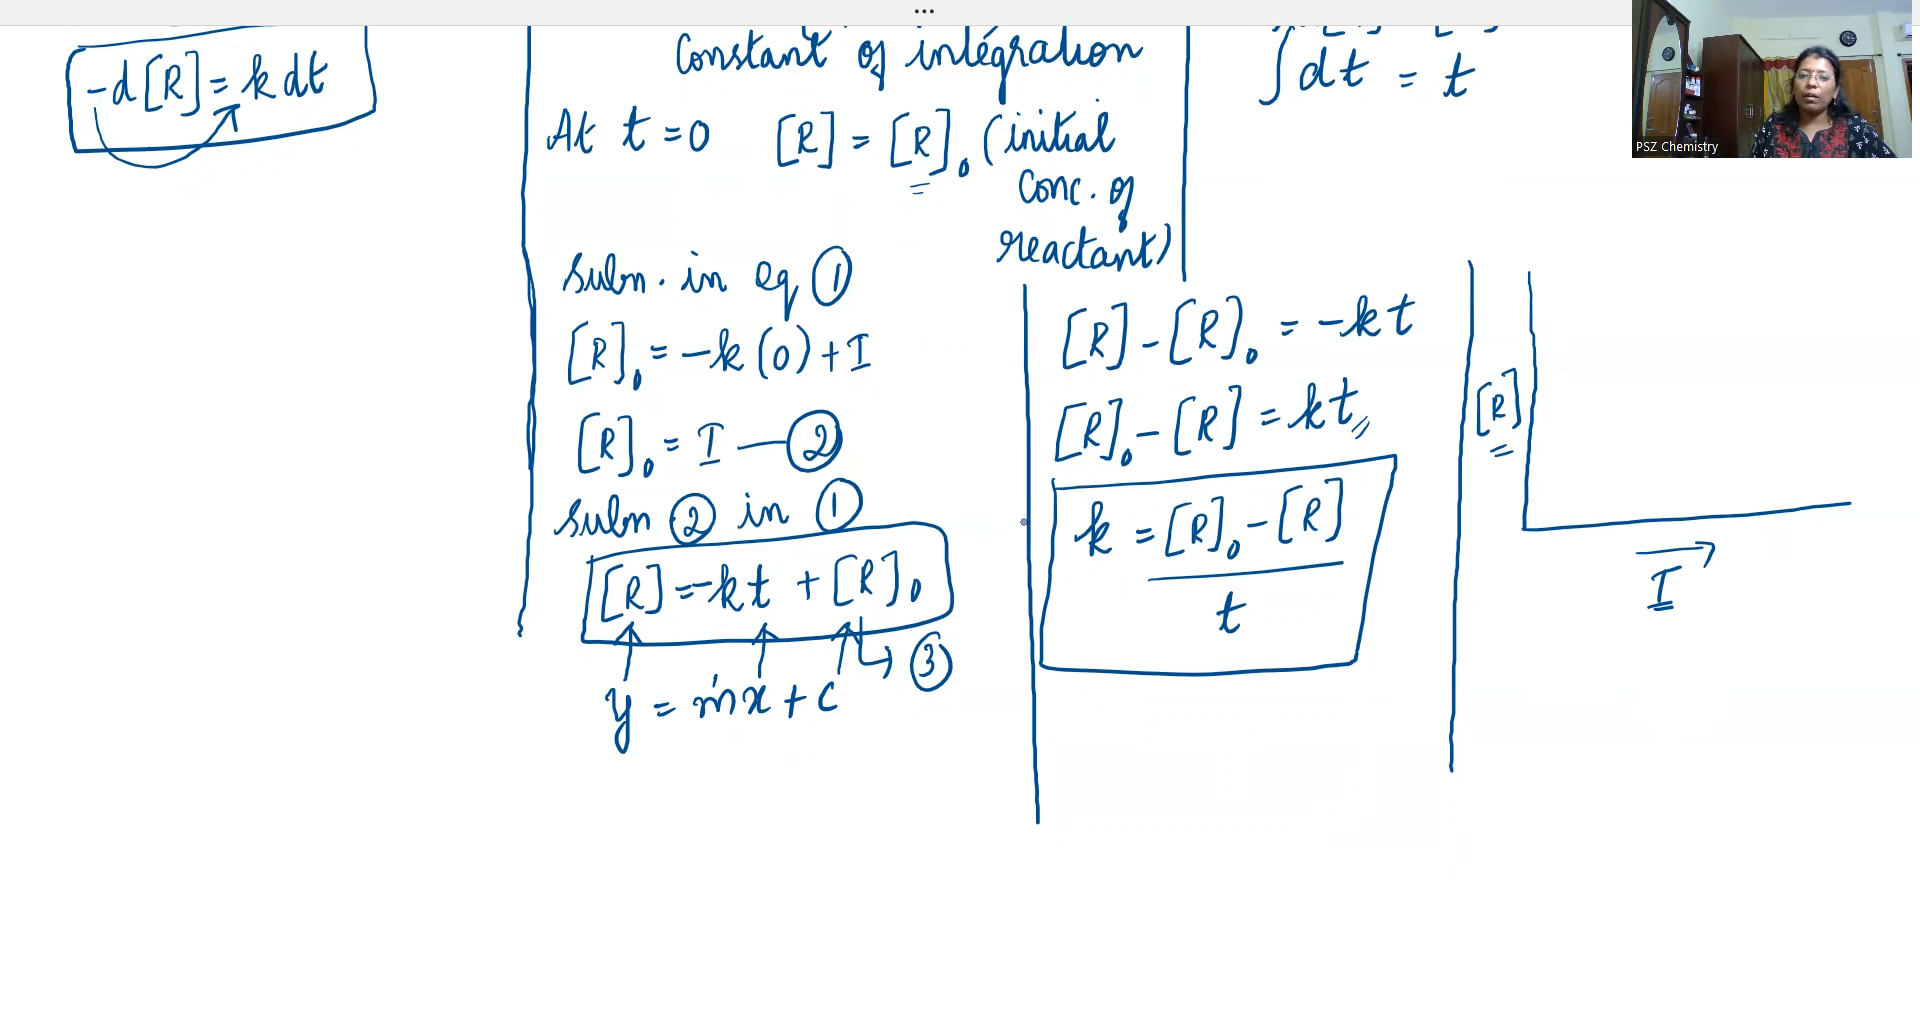 -d[R] = k dt
Constant of intégration
At t = 0 [R] = [R]₀ (initial
conc. of
reactant)
Subn. in eq ①
[R]₀ = -k(0) + I
[R]₀ = I — ②
Subn ② in ①
[R] = -kt + [R]₀
③
y = mx + c
∫dt = t
[R] - [R]₀ = -kt
[R]₀ - [R] = kt
k = [R]₀ - [R]
t
[R]
I
PSZ Chemistry